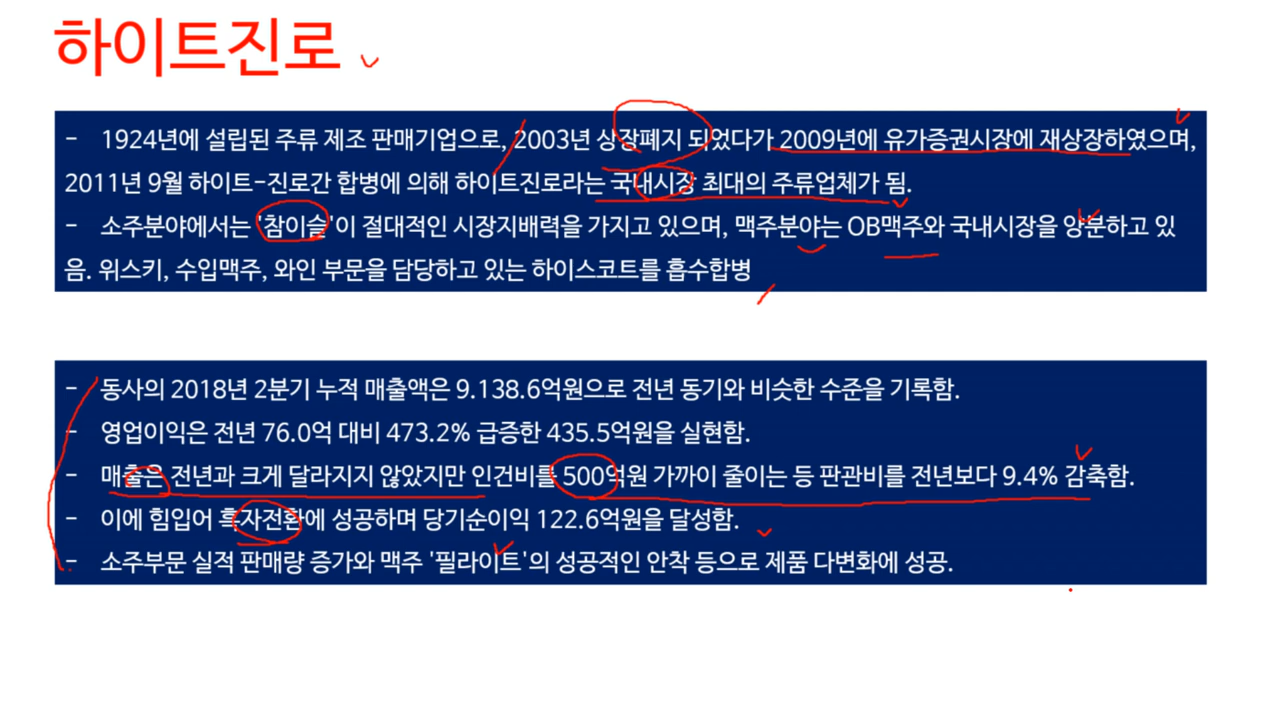 하이트진로
- 1924년에 설립된 주류 제조 판매기업으로, 2003년 상장폐지 되었다가 2009년에 유가증권시장에 재상장하였으며,
2011년 9월 하이트-진로간 합병에 의해 하이트진로라는 국내시장 최대의 주류업체가 됨.
- 소주분야에서는 '참이슬'이 절대적인 시장지배력을 가지고 있으며, 맥주분야는 OB맥주와 국내시장을 양분하고 있
음. 위스키, 수입맥주, 와인 부문을 담당하고 있는 하이스코트를 흡수합병
- 동사의 2018년 2분기 누적 매출액은 9.138.6억원으로 전년 동기와 비슷한 수준을 기록함.
- 영업이익은 전년 76.0억 대비 473.2% 급증한 435.5억원을 실현함.
- 매출은 전년과 크게 달라지지 않았지만 인건비를 500억원 가까이 줄이는 등 판관비를 전년보다 9.4% 감축함.
- 이에 힘입어 흑자전환에 성공하며 당기순이익 122.6억원을 달성함.
- 소주부문 실적 판매량 증가와 맥주 '필라이트'의 성공적인 안착 등으로 제품 다변화에 성공.